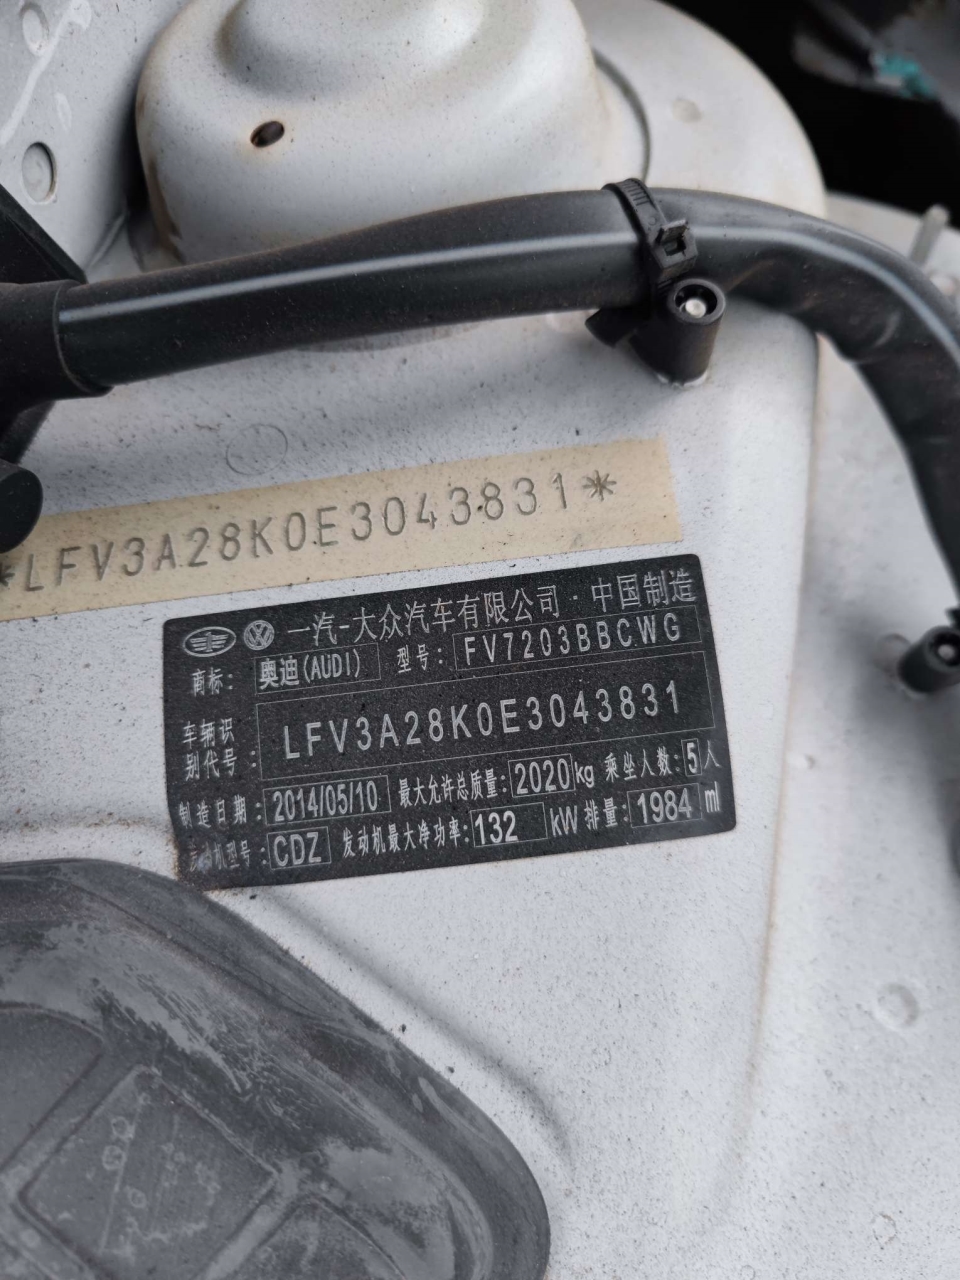 *LFV3A28K0E3043831*
一汽-大众汽车有限公司·中国制造
商标: 奥迪(AUDI) 型号: FV7203BBCWG
车辆识别代号: LFV3A28K0E3043831
制造日期: 2014/05/10 最大允许总质量: 2020 kg 乘坐人数: 5 人
发动机型号: CDZ 发动机最大净功率: 132 kW 排量: 1984 ml